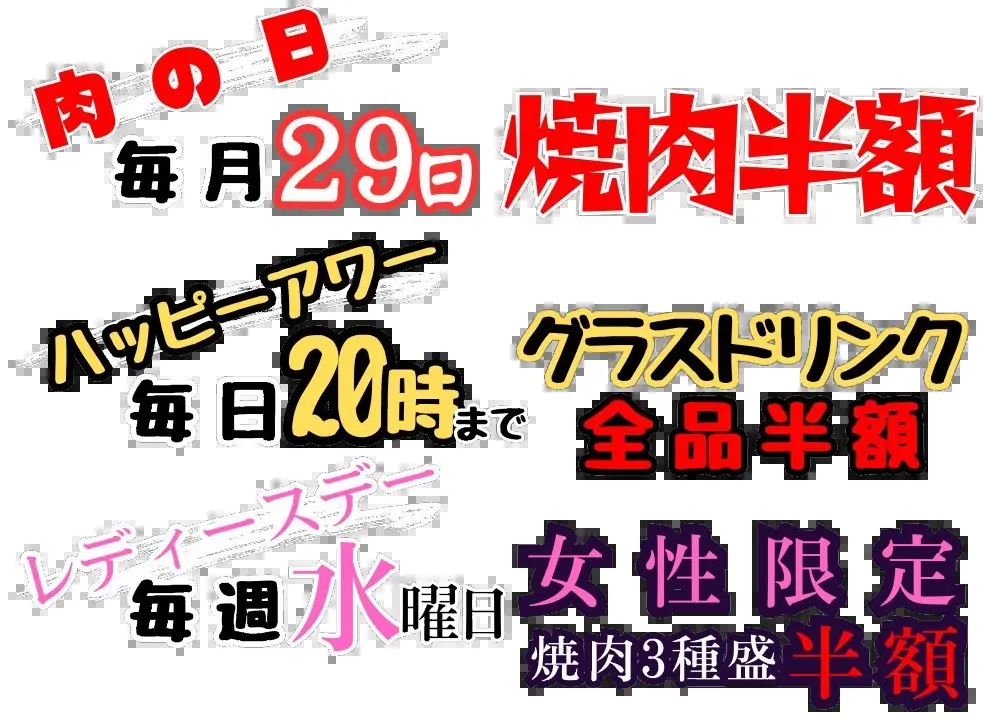 肉の日
毎月29日
焼肉半額
ハッピーアワー
毎日20時まで
グラスドリンク
全品半額
レディースデー
毎週水曜日
女性限定
焼肉3種盛半額